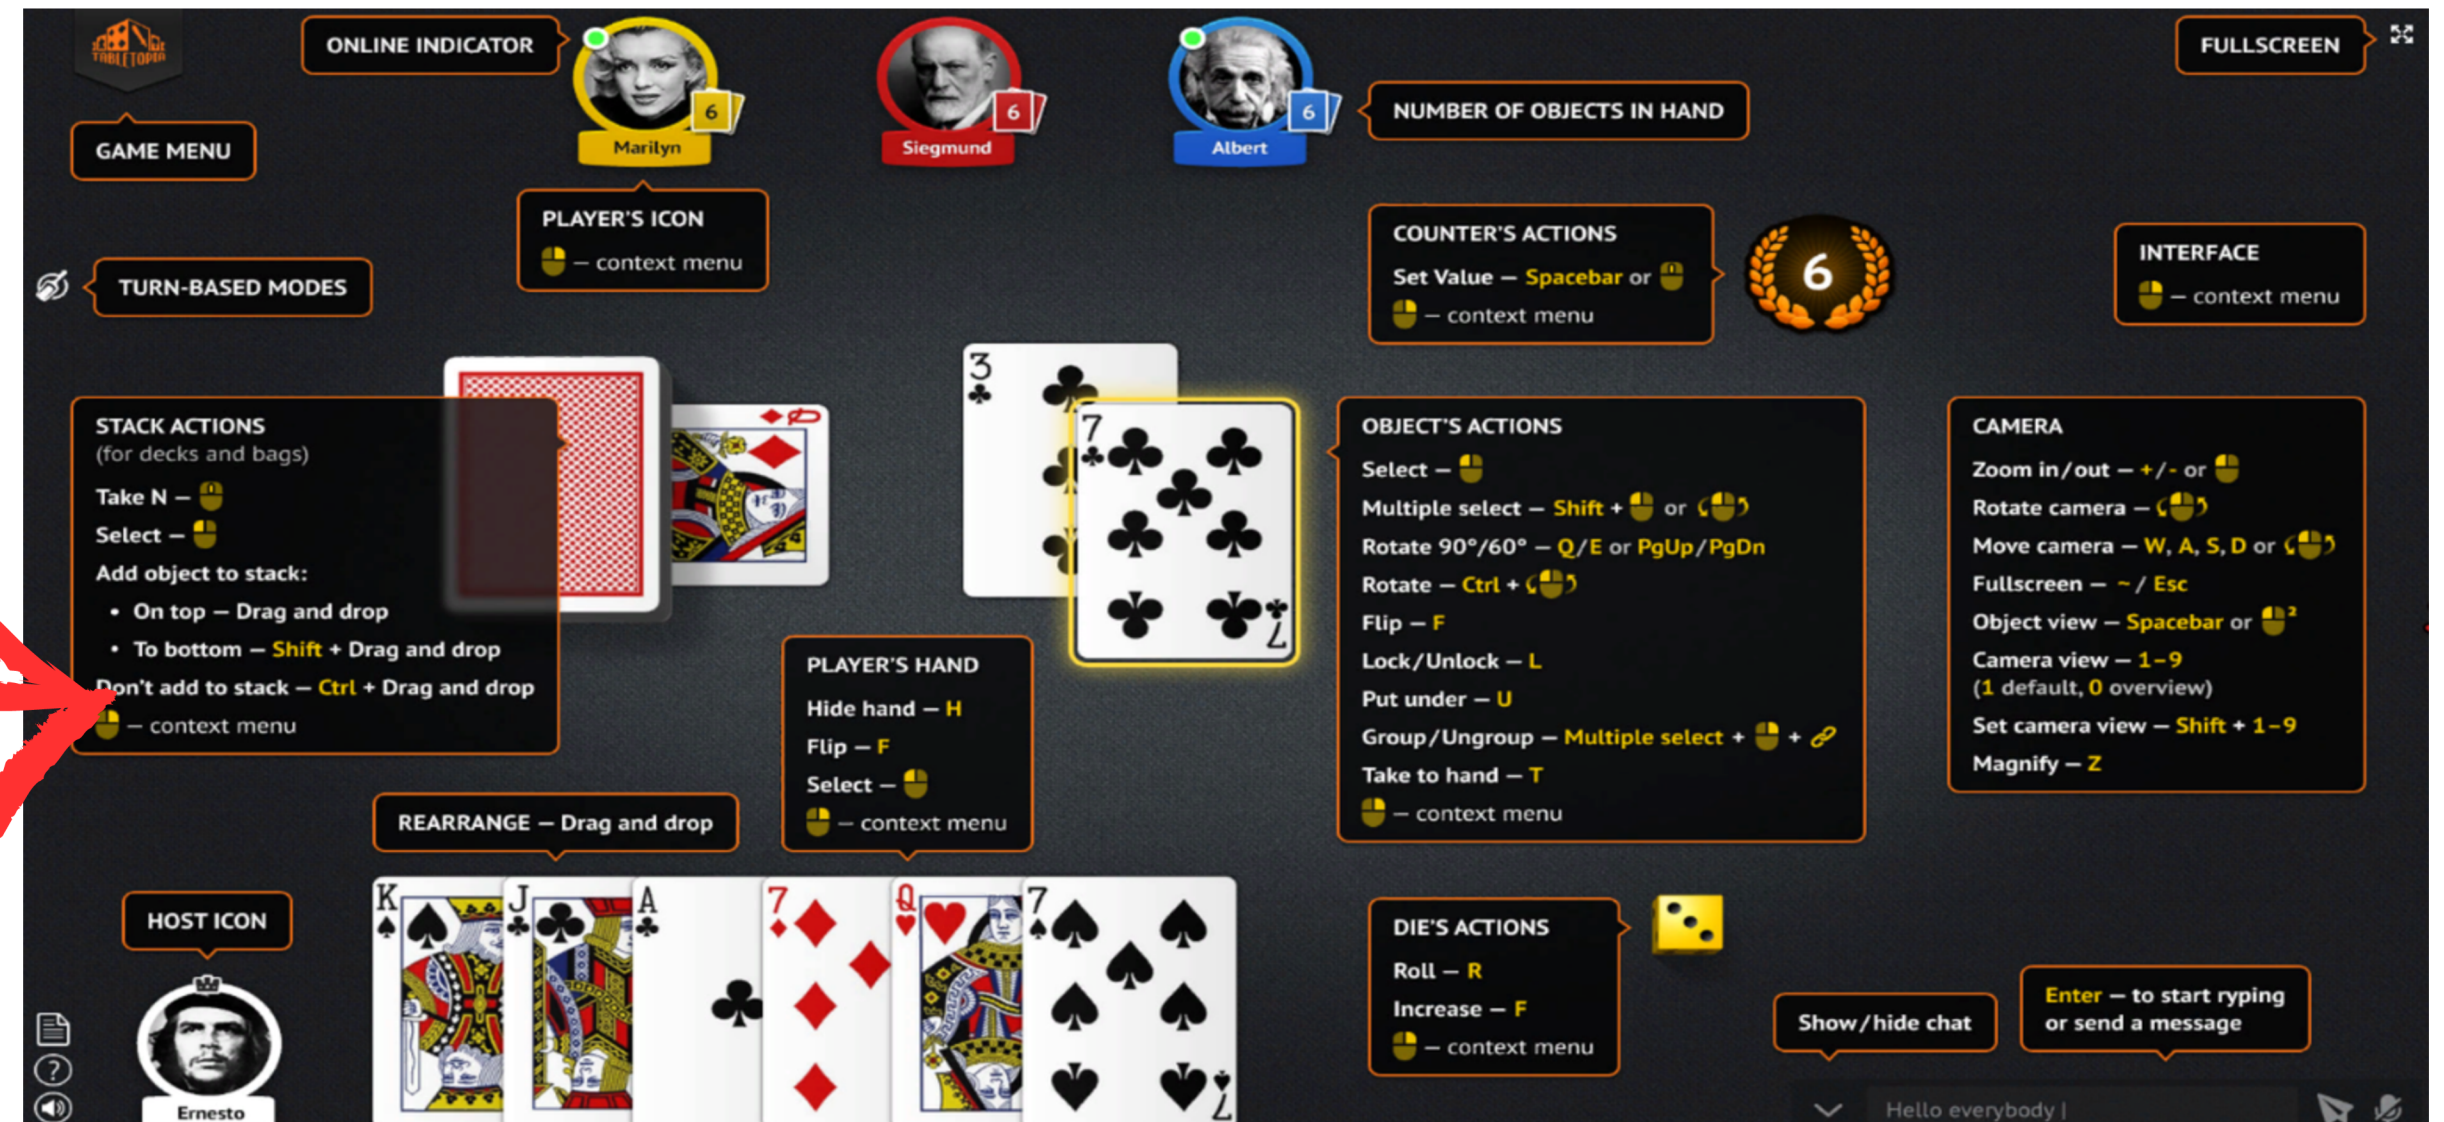 TABLETOPIA
ONLINE INDICATOR
FULLSCREEN
6
6
6
NUMBER OF OBJECTS IN HAND
Marilyn
Siegmund
Albert
GAME MENU
PLAYER'S ICON
– context menu
COUNTER'S ACTIONS
Set Value – Spacebar or
– context menu
6
INTERFACE
– context menu
TURN-BASED MODES
STACK ACTIONS
(for decks and bags)
Take N –
Select –
Add object to stack:
• On top – Drag and drop
• To bottom – Shift + Drag and drop
Don't add to stack – Ctrl + Drag and drop
– context menu
Q
3
7
7
OBJECT'S ACTIONS
Select –
Multiple select – Shift + or
Rotate 90°/60° – Q/E or PgUp/PgDn
Rotate – Ctrl +
Flip – F
Lock/Unlock – L
Put under – U
Group/Ungroup – Multiple select + +
Take to hand – T
– context menu
CAMERA
Zoom in/out – +/- or
Rotate camera –
Move camera – W, A, S, D or
Fullscreen – ~ / Esc
Object view – Spacebar or 2
Camera view – 1–9
(1 default, 0 overview)
Set camera view – Shift + 1–9
Magnify – Z
PLAYER'S HAND
Hide hand – H
Flip – F
Select –
– context menu
REARRANGE – Drag and drop
HOST ICON
K
J
A
7
Q
7
7
DIE'S ACTIONS
Roll – R
Increase – F
– context menu
Show/hide chat
Enter – to start ryping
or send a message
?
Ernesto
Hello everybody |